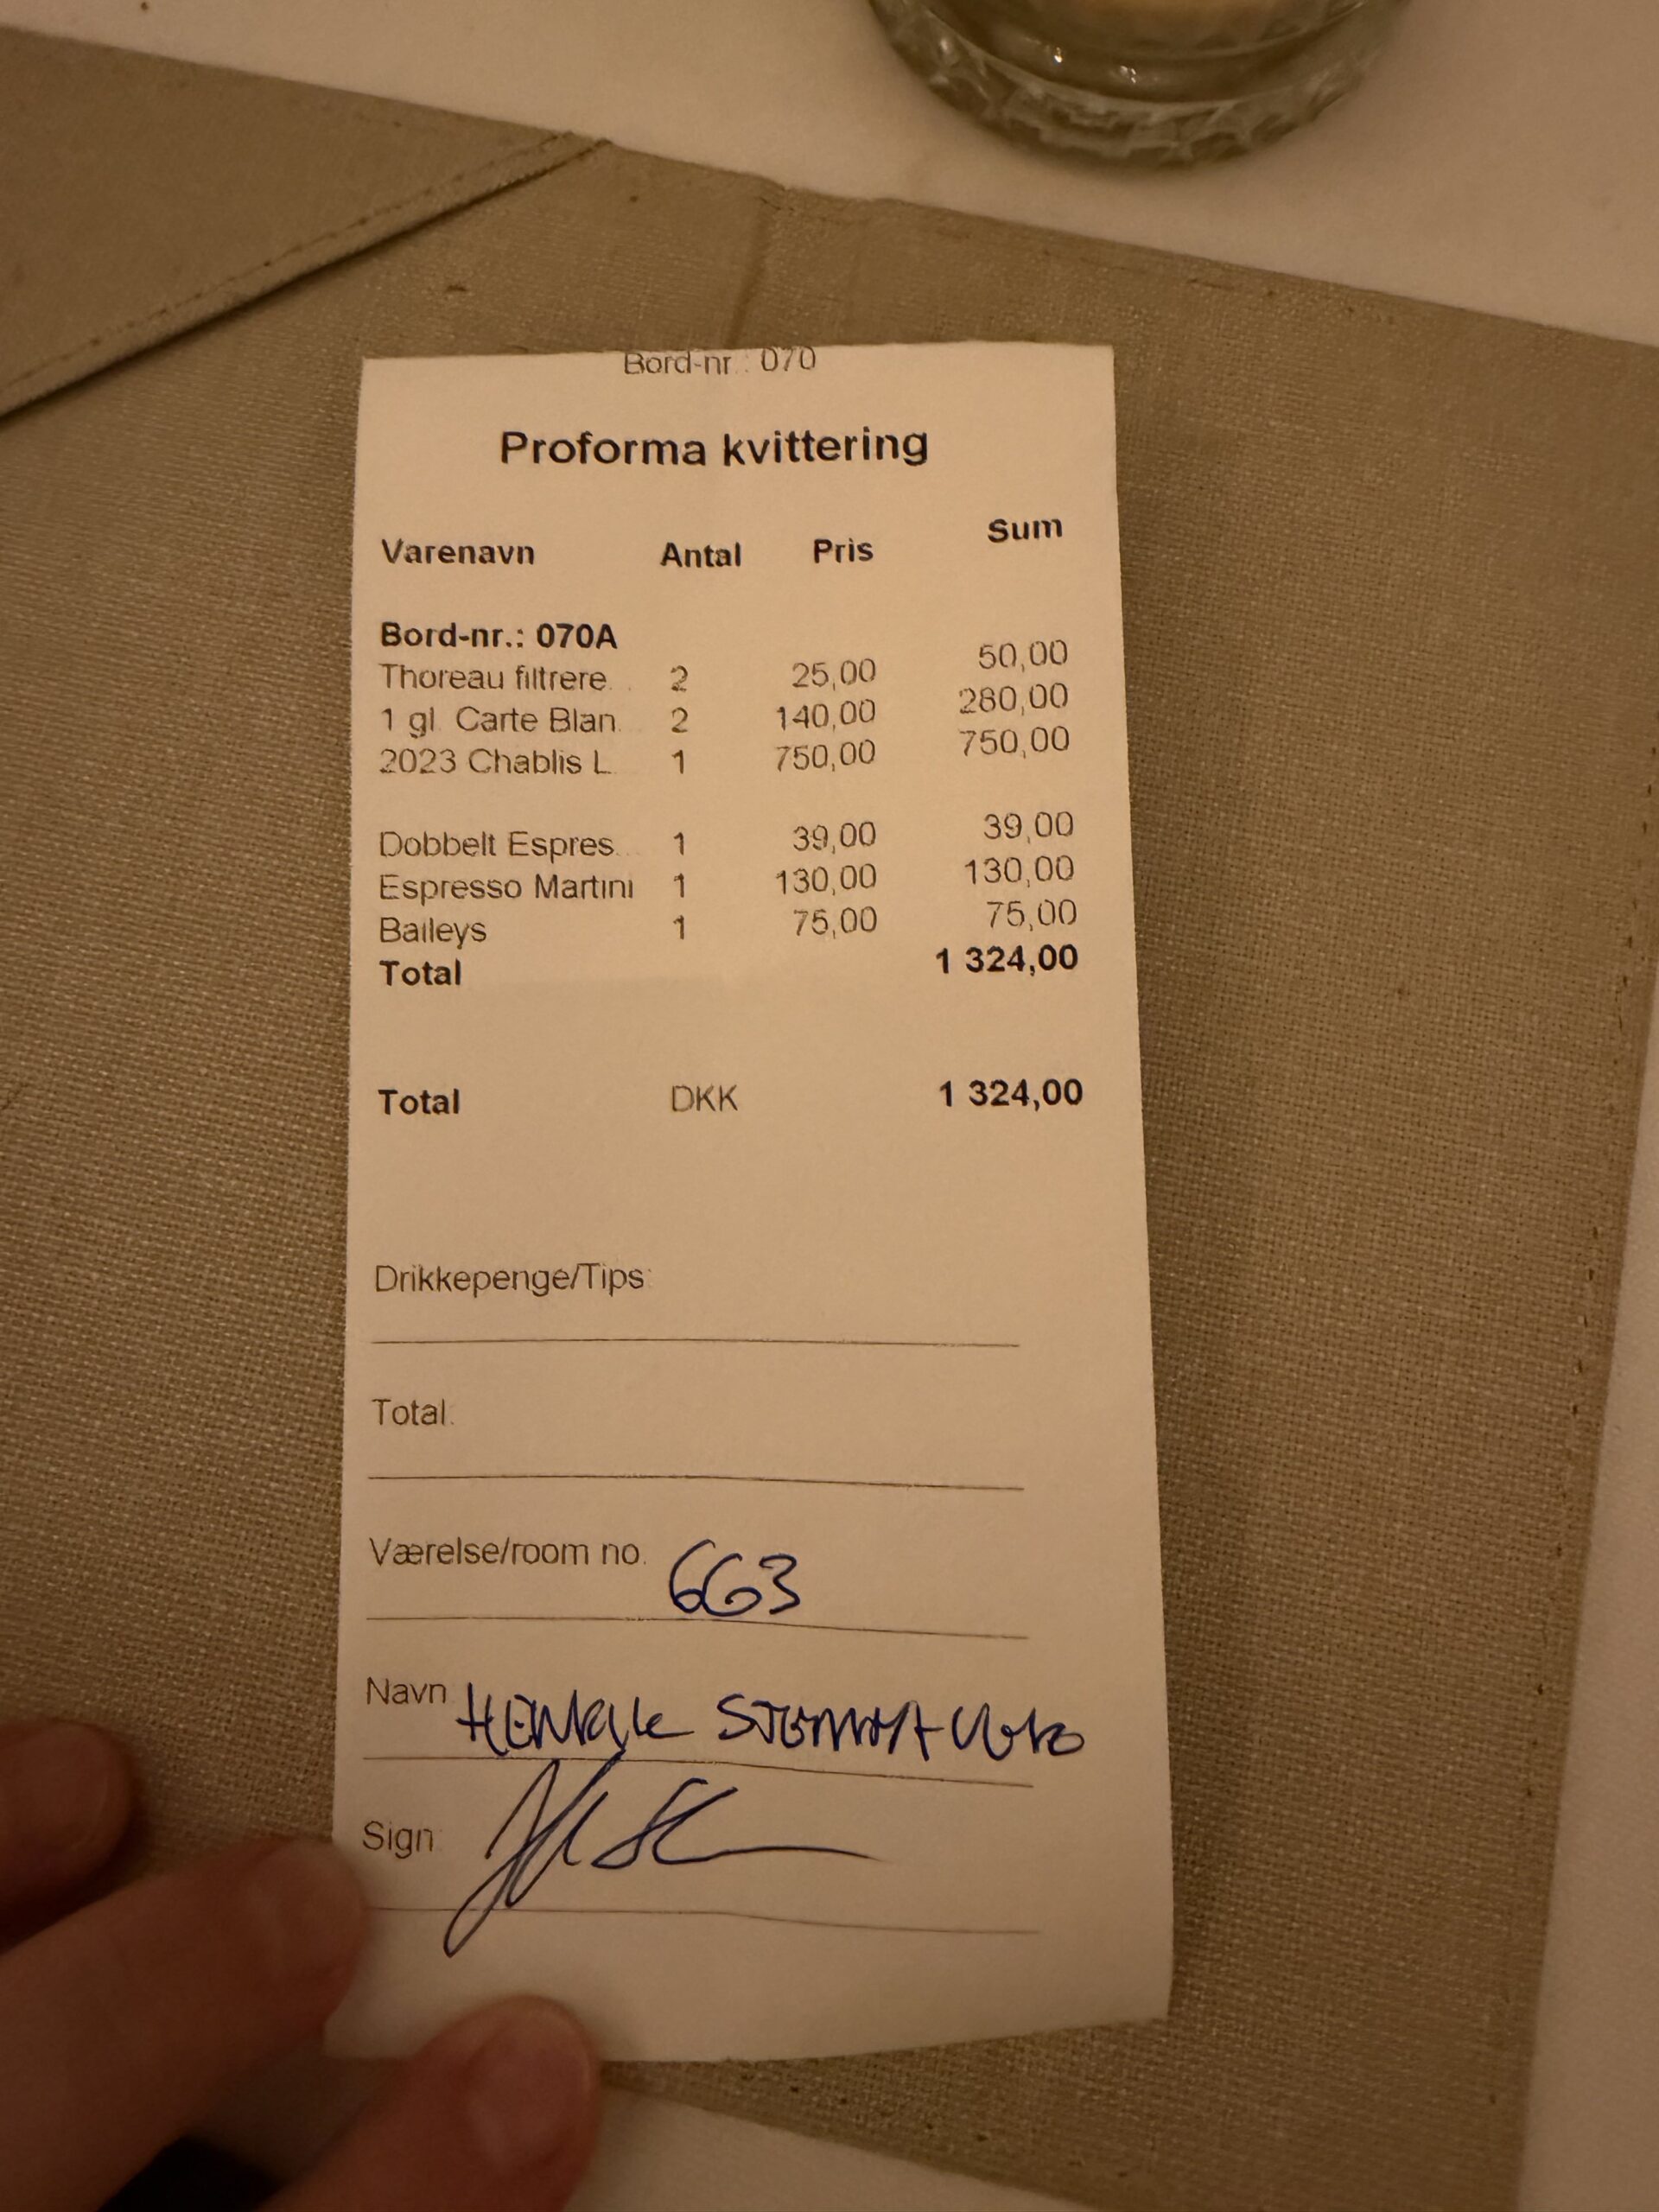 Bord-nr.: 070
Proforma kvittering
Varenavn Antal Pris Sum
Bord-nr.: 070A
Thoreau filtrere... 2 25,00 50,00
1 gl. Carte Blan... 2 140,00 280,00
2023 Chablis L... 1 750,00 750,00
Dobbelt Espres... 1 39,00 39,00
Espresso Martini 1 130,00 130,00
Baileys 1 75,00 75,00
Total 1 324,00
Total DKK 1 324,00
Drikkepenge/Tips:
Total:
Værelse/room no. 663
Navn
Sign: